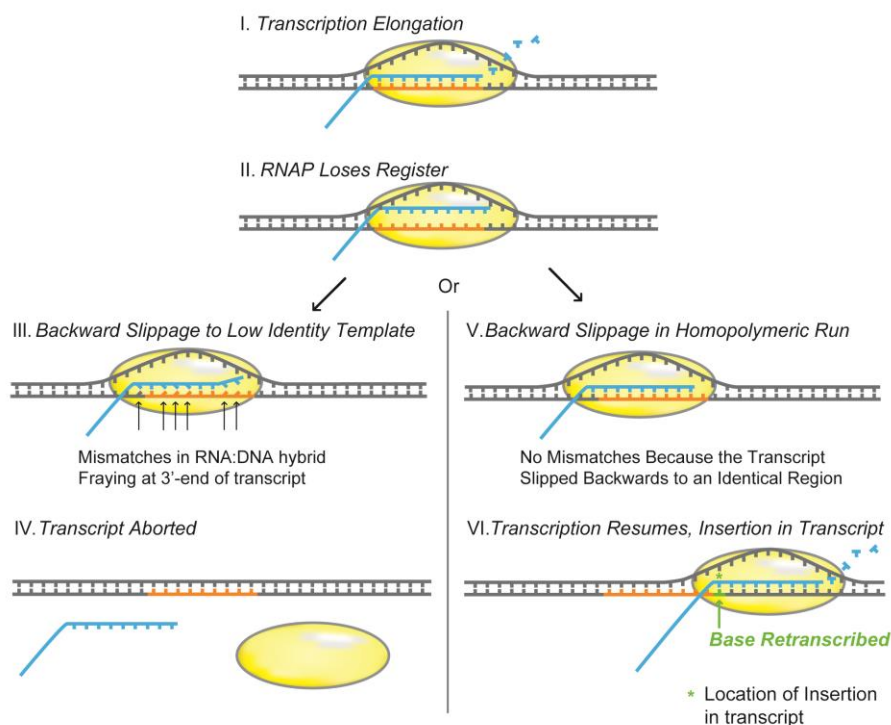 I. Transcription Elongation
II. RNAP Loses Register
Or
III. Backward Slippage to Low Identity Template
Mismatches in RNA:DNA hybrid
Fraying at 3'-end of transcript
IV. Transcript Aborted
V. Backward Slippage in Homopolymeric Run
No Mismatches Because the Transcript
Slipped Backwards to an Identical Region
VI. Transcription Resumes, Insertion in Transcript
*
Base Retranscribed
* Location of Insertion
in transcript